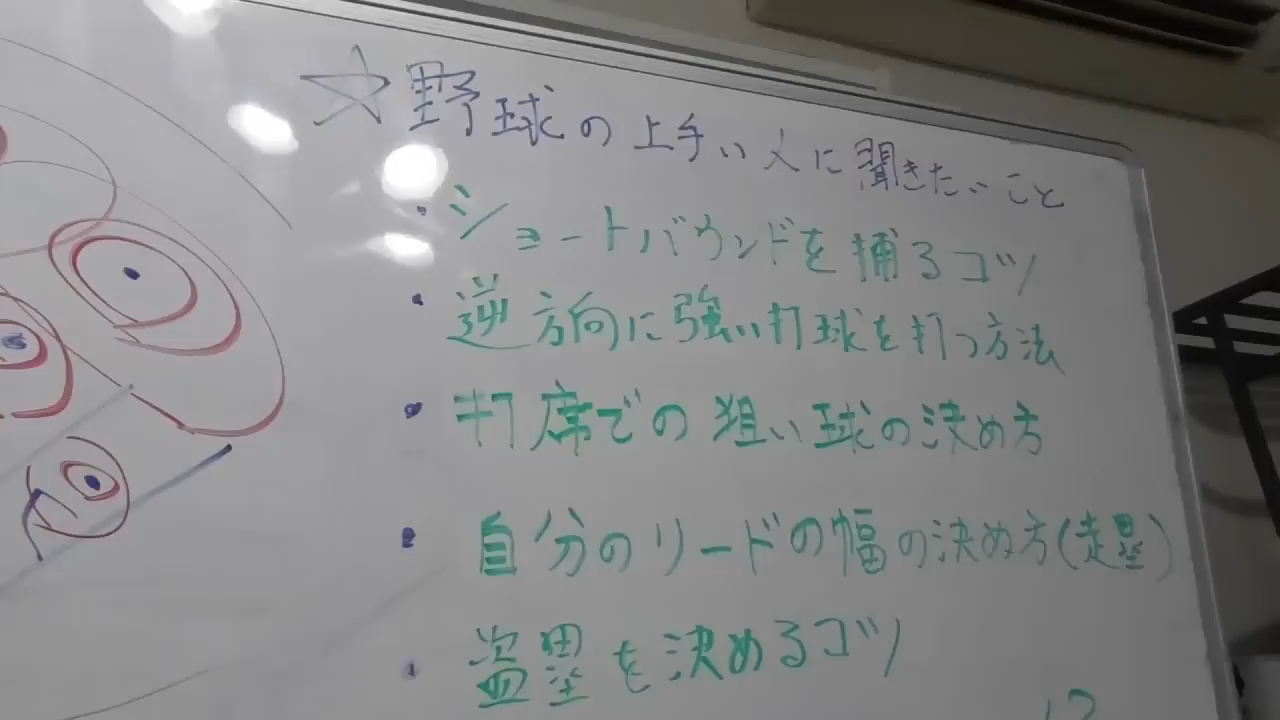 ☆野球の上手い人に聞きたいこと
・ショートバウンドを捕るコツ
・逆方向に強い打球を打つ方法
・打席での狙い球の決め方
・自分のリードの幅の決め方(走塁)
・盗塁を決めるコツ